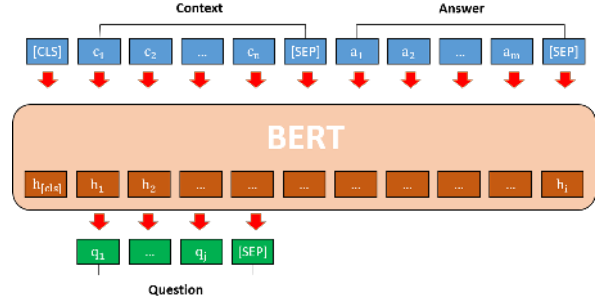 Context Answer
[CLS] c1 c2 ... cn [SEP] a1 a2 ... am [SEP]
BERT
h[cls] h1 h2 ... ... ... ... ... ... ... hi
q1 ... qj [SEP]
Question